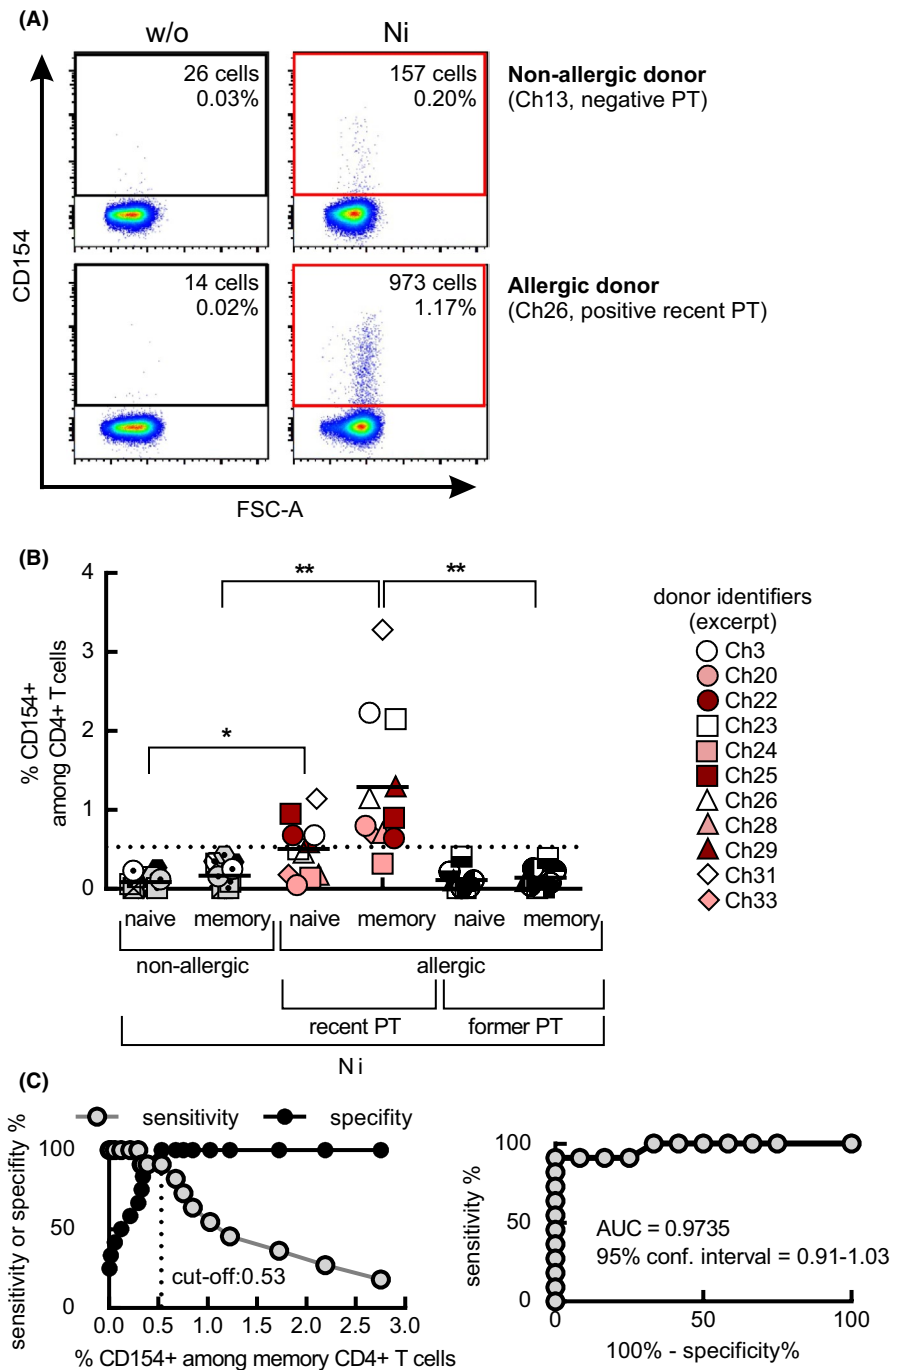 (A)
w/o
Ni
26 cells
0.03%
157 cells
0.20%
Non-allergic donor
(Ch13, negative PT)
14 cells
0.02%
973 cells
1.17%
Allergic donor
(Ch26, positive recent PT)
CD154
FSC-A
(B)
% CD154+
among CD4+ T cells
4
3
2
1
0
*
**
**
naive
memory
naive
memory
naive
memory
non-allergic
allergic
recent PT
former PT
Ni
donor identifiers
(excerpt)
Ch3
Ch20
Ch22
Ch23
Ch24
Ch25
Ch26
Ch28
Ch29
Ch31
Ch33
(C)
sensitivity
specifity
sensitivity or specifity %
100
50
0
cut-off:0.53
0.0
0.5
1.0
1.5
2.0
2.5
3.0
% CD154+ among memory CD4+ T cells
sensitivity %
100
50
0
AUC = 0.9735
95% conf. interval = 0.91-1.03
0
50
100
100% - specificity%